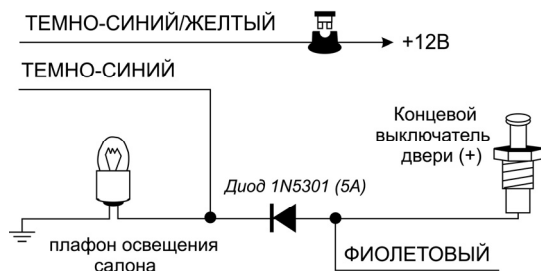 ТЕМНО-СИНИЙ/ЖЕЛТЫЙ
+12В
ТЕМНО-СИНИЙ
Концевой
выключатель
двери (+)
Диод 1N5301 (5А)
плафон освещения
салона
ФИОЛЕТОВЫЙ